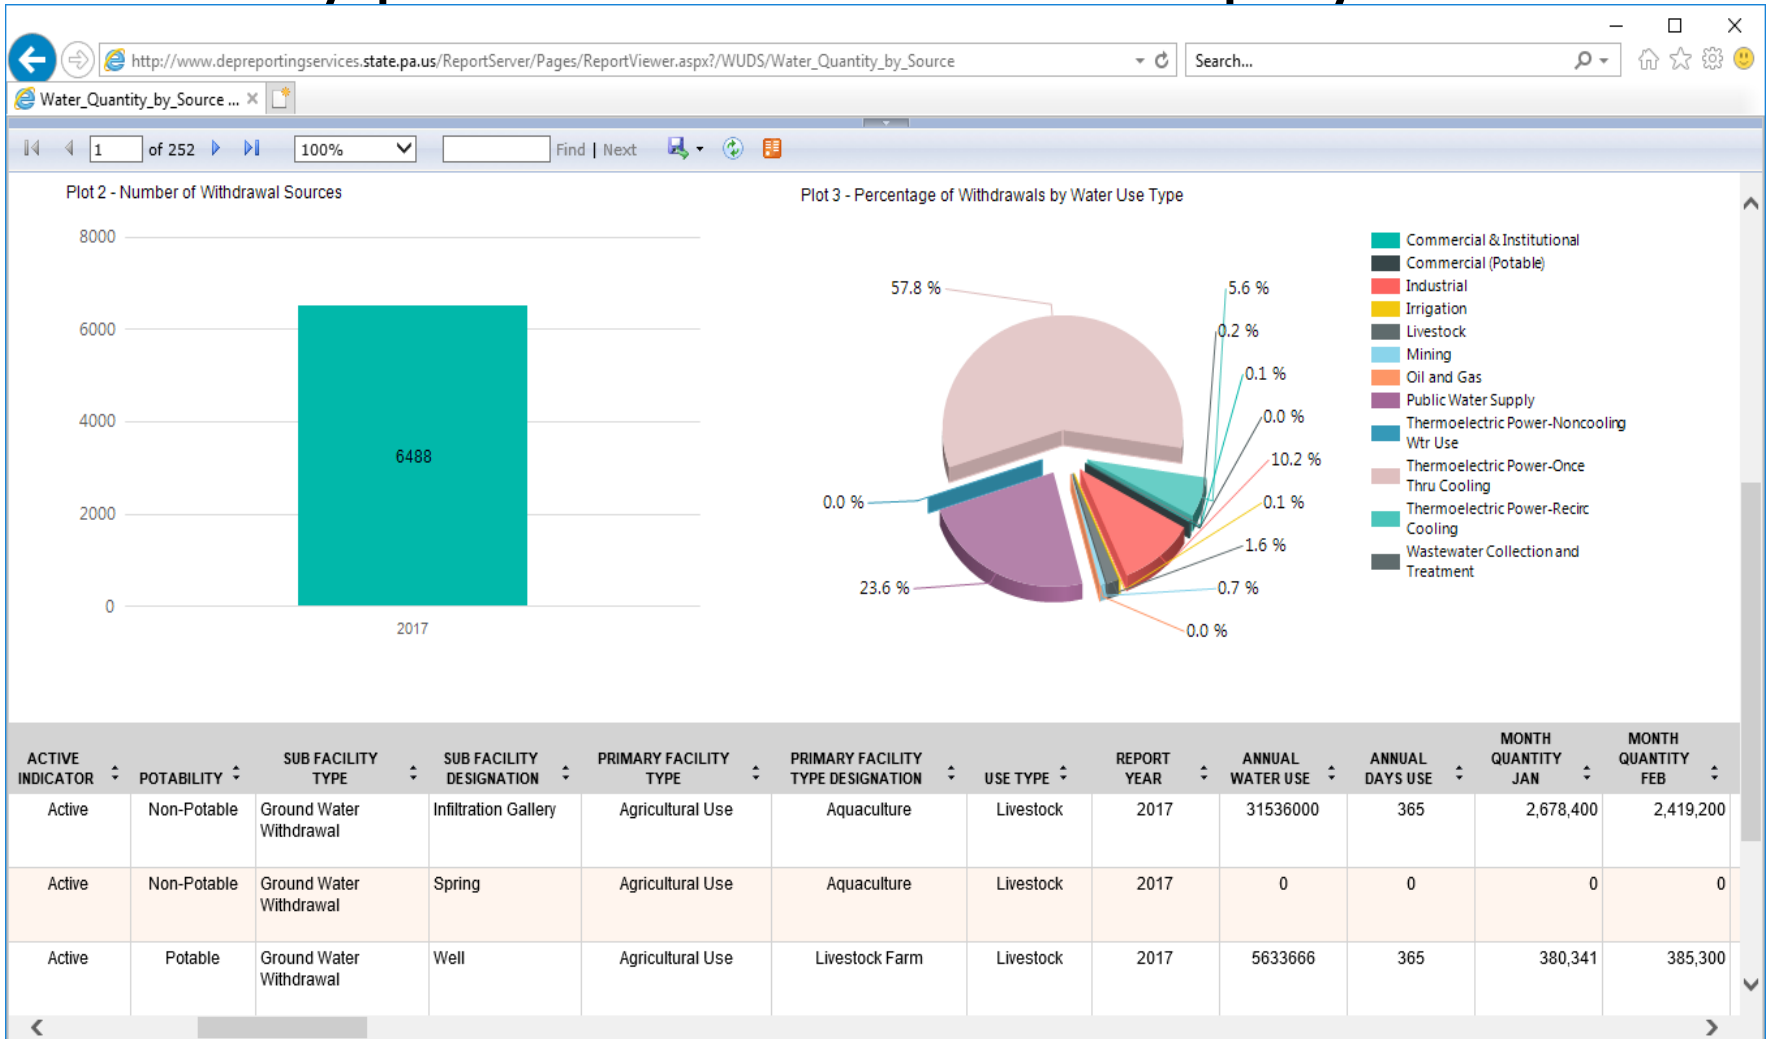 http://www.depreportingservices.state.pa.us/ReportServer/Pages/ReportViewer.aspx?/WUDS/Water_Quantity_by_Source
Search...
Water_Quantity_by_Source ...
1 of 252
100%
Find | Next
Plot 2 - Number of Withdrawal Sources
8000
6000
4000
2000
0
6488
2017
Plot 3 - Percentage of Withdrawals by Water Use Type
57.8 %
5.6 %
0.2 %
0.1 %
0.0 %
10.2 %
0.1 %
1.6 %
0.7 %
0.0 %
23.6 %
0.0 %
Commercial & Institutional
Commercial (Potable)
Industrial
Irrigation
Livestock
Mining
Oil and Gas
Public Water Supply
Thermoelectric Power-Noncooling
Wtr Use
Thermoelectric Power-Once
Thru Cooling
Thermoelectric Power-Recirc
Cooling
Wastewater Collection and
Treatment
ACTIVE
INDICATOR
POTABILITY
SUB FACILITY
TYPE
SUB FACILITY
DESIGNATION
PRIMARY FACILITY
TYPE
PRIMARY FACILITY
TYPE DESIGNATION
USE TYPE
REPORT
YEAR
ANNUAL
WATER USE
ANNUAL
DAYS USE
MONTH
QUANTITY
JAN
MONTH
QUANTITY
FEB
Active Non-Potable Ground Water Infiltration Gallery Agricultural Use Aquaculture Livestock 2017 31536000 365 2,678,400 2,419,200
Withdrawal
Active Non-Potable Ground Water Spring Agricultural Use Aquaculture Livestock 2017 0 0 0 0
Withdrawal
Active Potable Ground Water Well Agricultural Use Livestock Farm Livestock 2017 5633666 365 380,341 385,300
Withdrawal